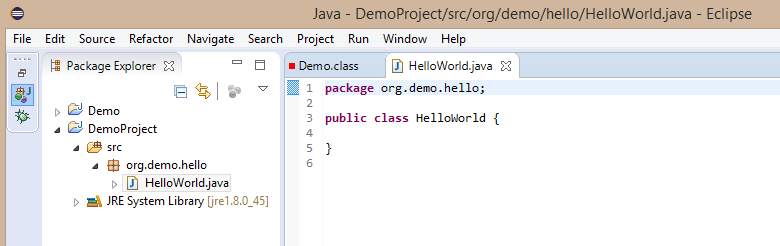 Java - DemoProject/src/org/demo/hello/HelloWorld.java - Eclipse
File Edit Source Refactor Navigate Search Project Run Window Help
Package Explorer
Demo
DemoProject
src
org.demo.hello
HelloWorld.java
JRE System Library [jre1.8.0_45]
Demo.class HelloWorld.java
1 package org.demo.hello;
2
3 public class HelloWorld {
4
5 }
6